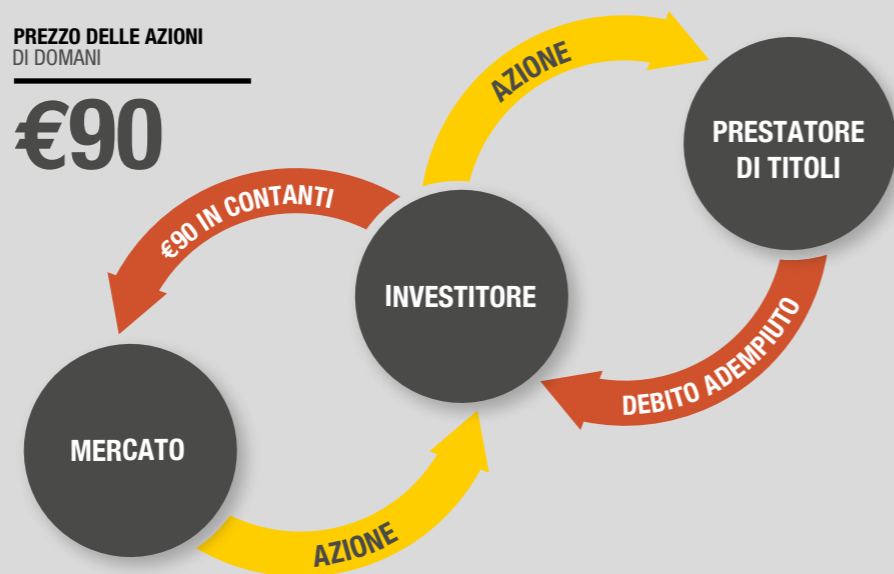 PREZZO DELLE AZIONI
DI DOMANI
€90
AZIONE
PRESTATORE
DI TITOLI
€90 IN CONTANTI
INVESTITORE
DEBITO ADEMPIUTO
MERCATO
AZIONE